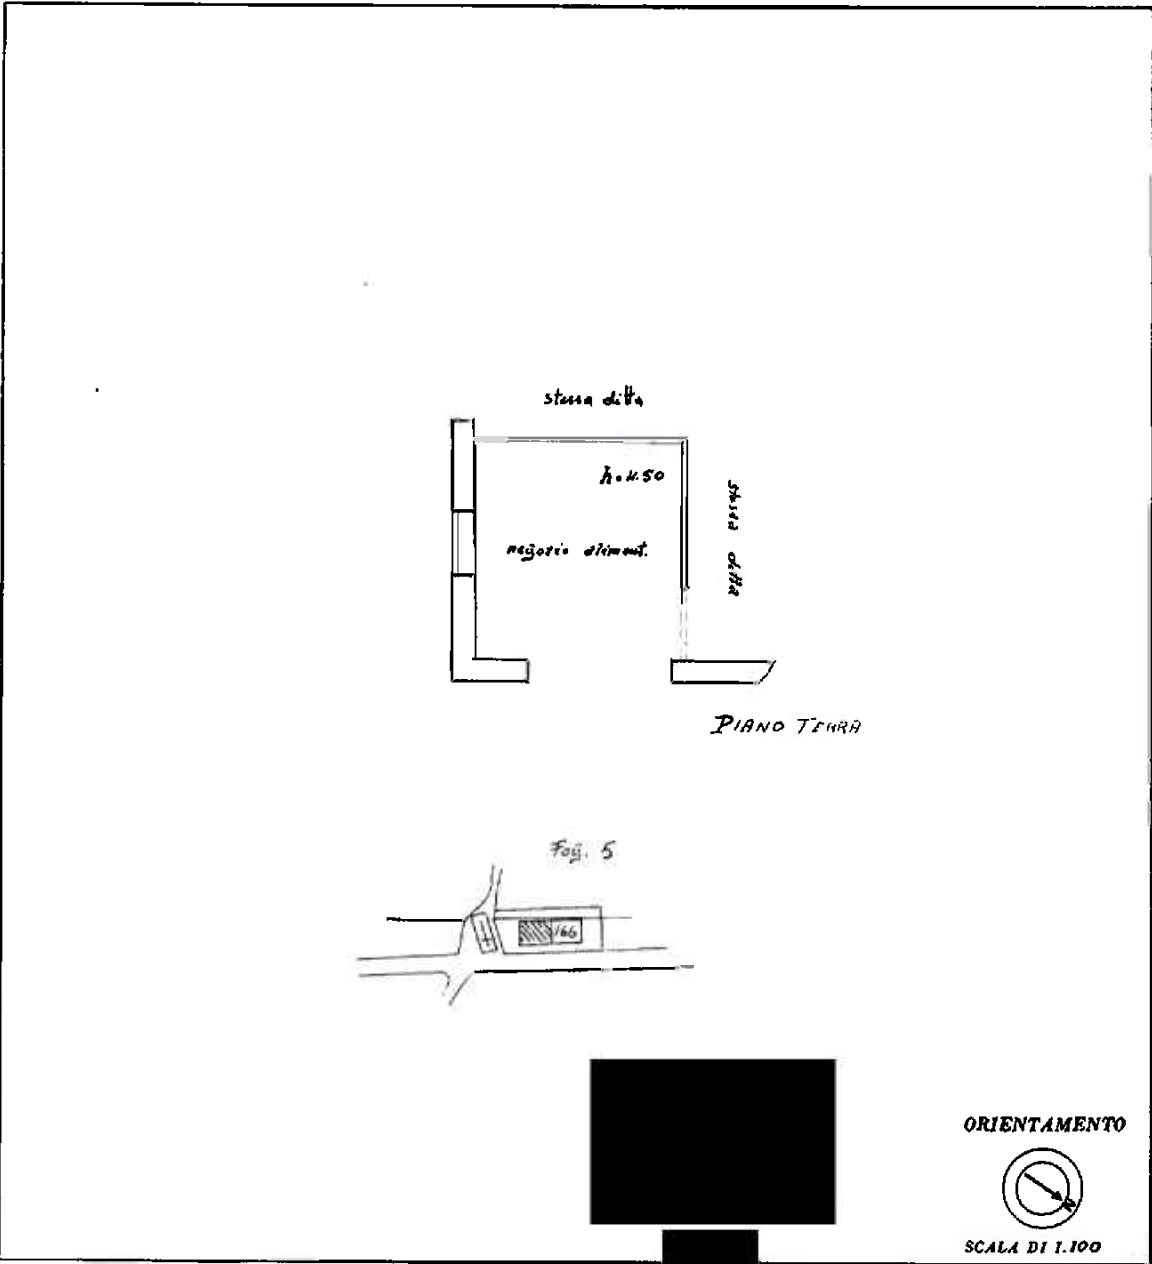 stessa ditta
h. 4.50
negozio aliment.
stessa ditta
PIANO TERRA
Fog. 5
166
ORIENTAMENTO
N
SCALA DI 1.100